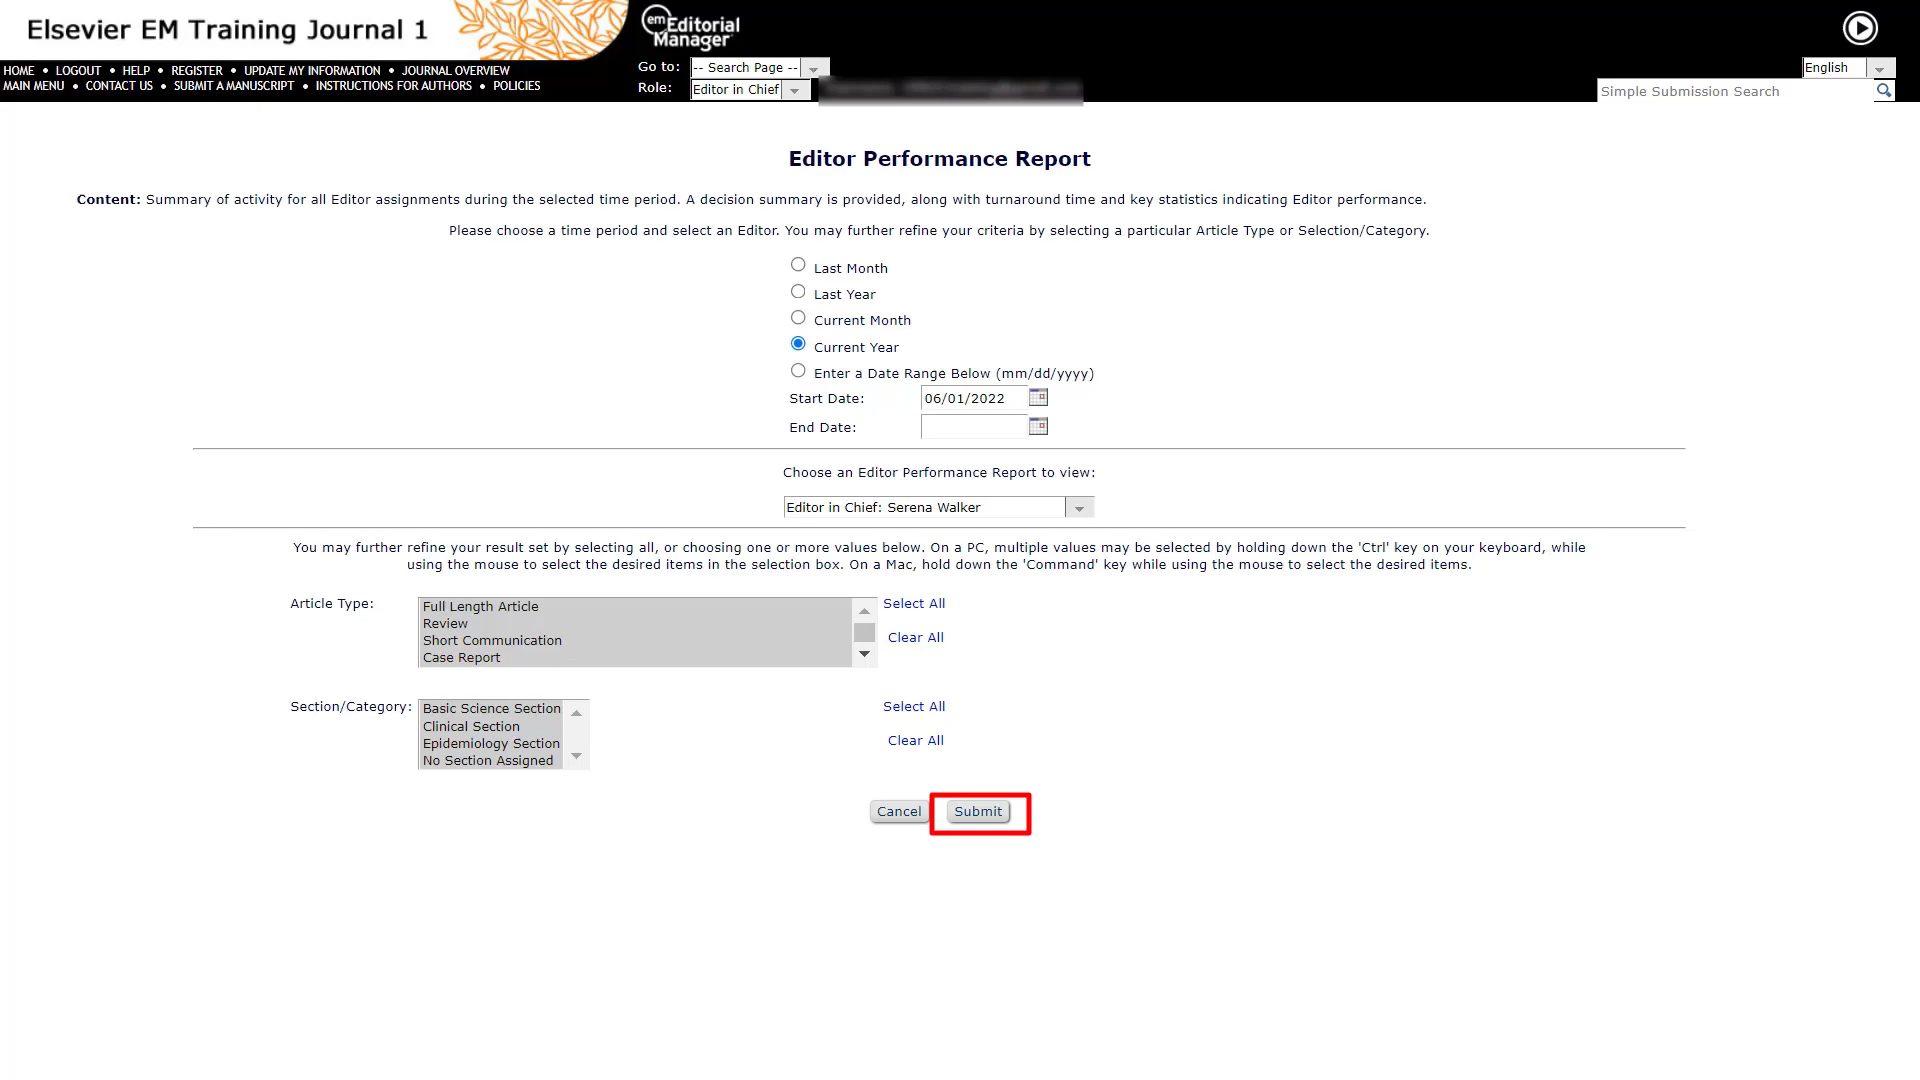 Elsevier EM Training Journal 1
em Editorial Manager®
HOME • LOGOUT • HELP • REGISTER • UPDATE MY INFORMATION • JOURNAL OVERVIEW
MAIN MENU • CONTACT US • SUBMIT A MANUSCRIPT • INSTRUCTIONS FOR AUTHORS • POLICIES
Go to: -- Search Page --
Role: Editor in Chief
English
Simple Submission Search
Editor Performance Report
Content: Summary of activity for all Editor assignments during the selected time period. A decision summary is provided, along with turnaround time and key statistics indicating Editor performance.
Please choose a time period and select an Editor. You may further refine your criteria by selecting a particular Article Type or Selection/Category.
Last Month
Last Year
Current Month
Current Year
Enter a Date Range Below (mm/dd/yyyy)
Start Date: 06/01/2022
End Date:
Choose an Editor Performance Report to view:
Editor in Chief: Serena Walker
You may further refine your result set by selecting all, or choosing one or more values below. On a PC, multiple values may be selected by holding down the 'Ctrl' key on your keyboard, while
using the mouse to select the desired items in the selection box. On a Mac, hold down the 'Command' key while using the mouse to select the desired items.
Article Type: Full Length Article Select All
Review
Short Communication Clear All
Case Report
Section/Category: Basic Science Section Select All
Clinical Section
Epidemiology Section Clear All
No Section Assigned
Cancel Submit